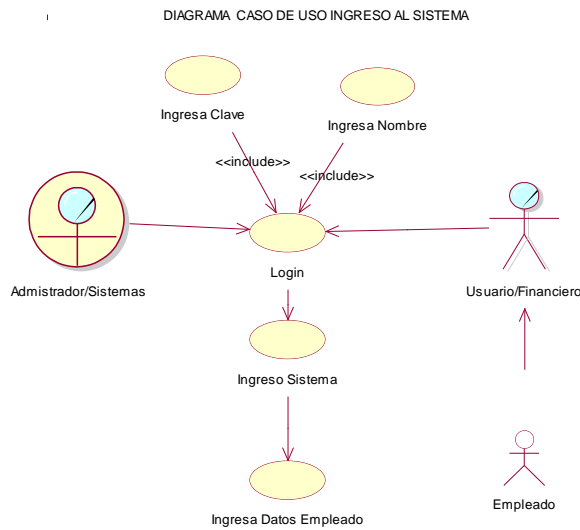 DIAGRAMA CASO DE USO INGRESO AL SISTEMA
Ingresa Clave
Ingresa Nombre
<<include>>
<<include>>
Admistrador/Sistemas
Login
Usuario/Financiero
Ingreso Sistema
Ingresa Datos Empleado
Empleado